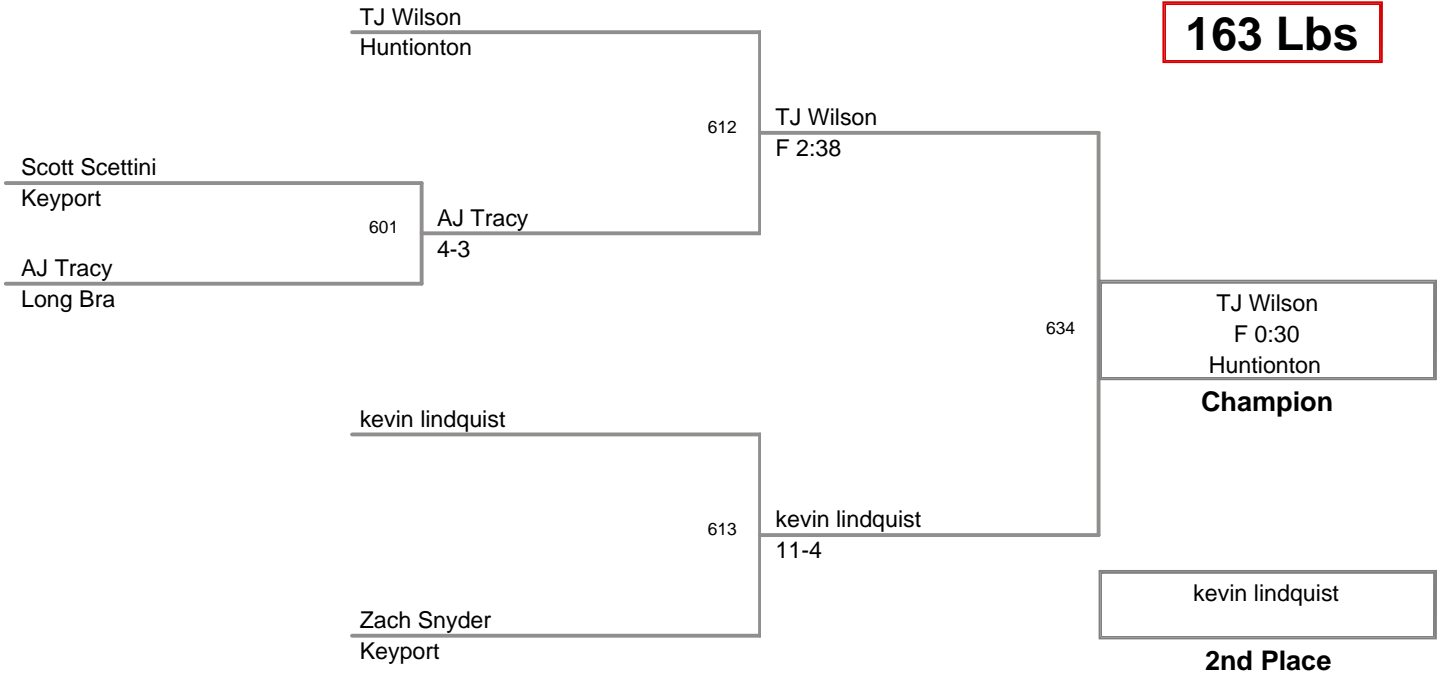 163 Lbs
TJ Wilson
Huntionton
612
TJ Wilson
F 2:38
Scott Scettini
Keyport
601
AJ Tracy
4-3
AJ Tracy
Long Bra
634
TJ Wilson
F 0:30
Huntionton
Champion
kevin lindquist
613
kevin lindquist
11-4
Zach Snyder
Keyport
kevin lindquist
2nd Place